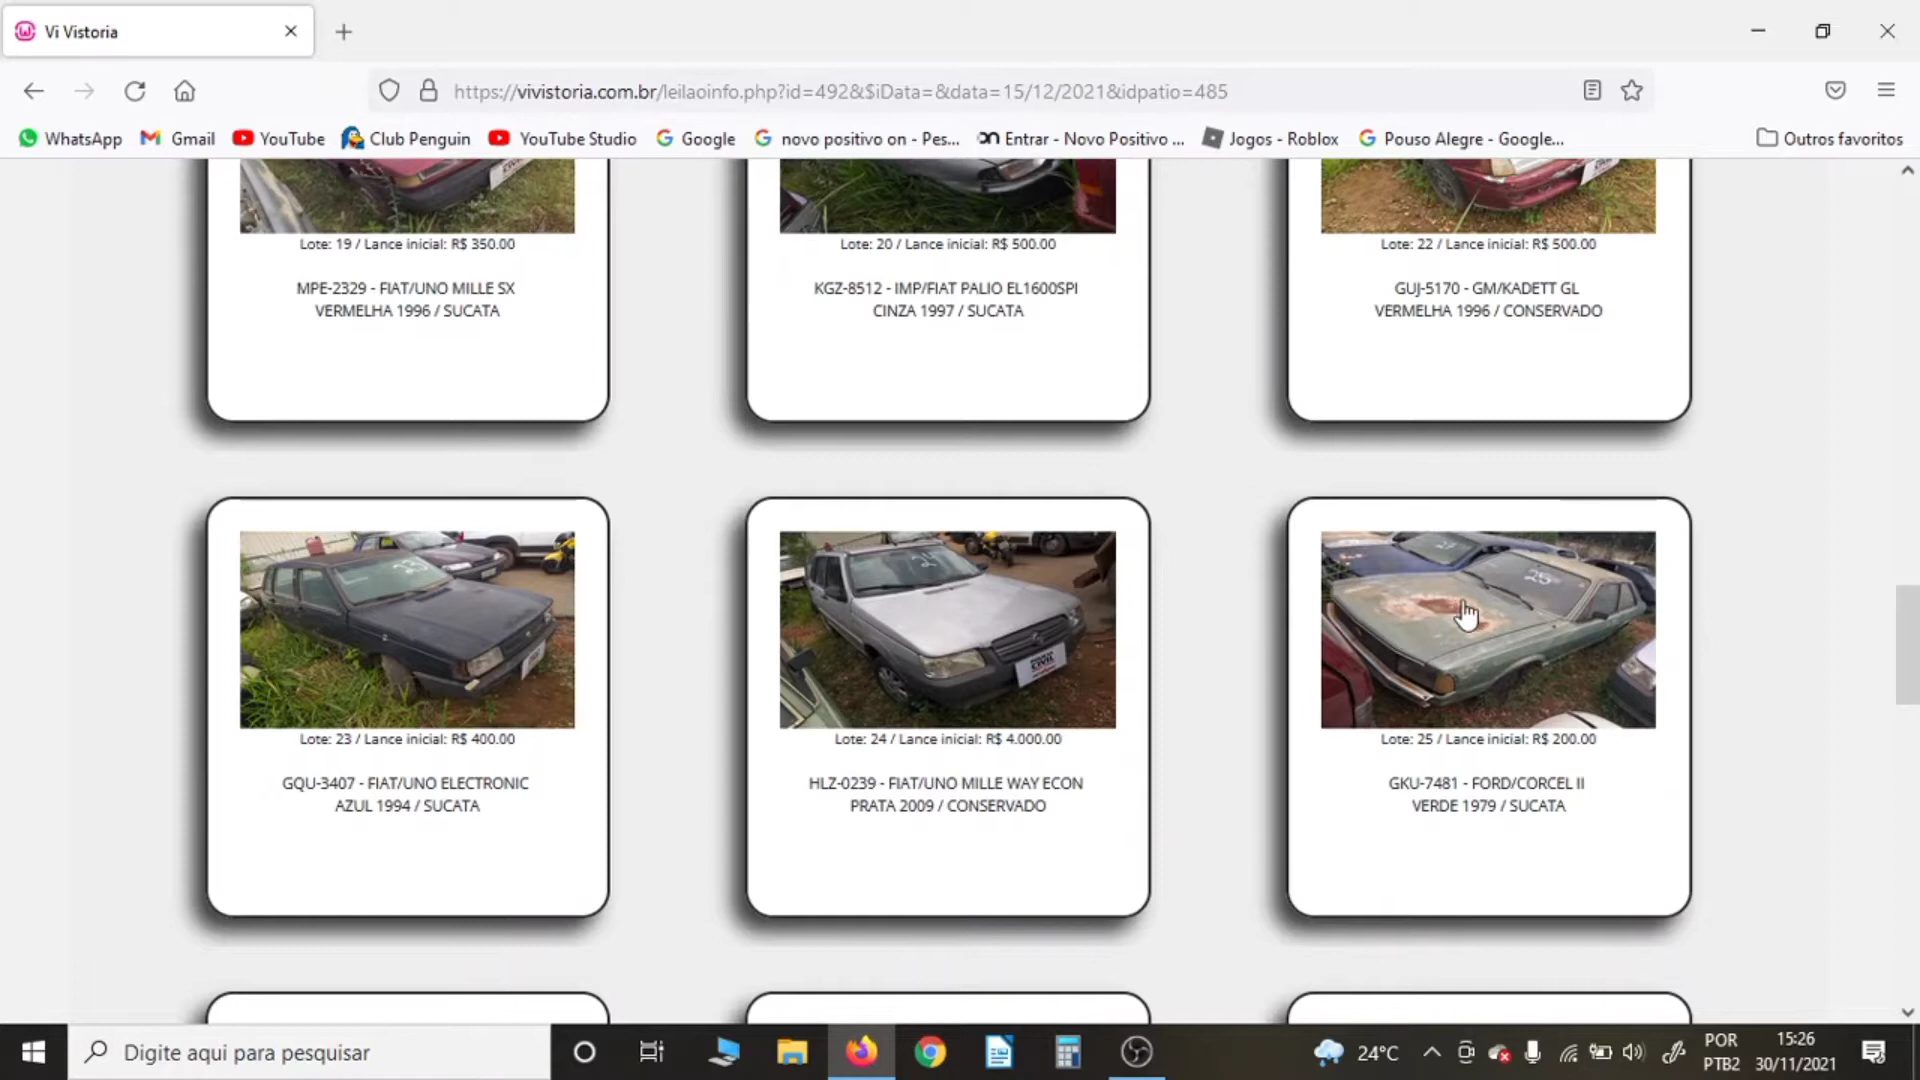 Vi Vistoria
https://vivistoria.com.br/leilaoinfo.php?id=492&$iData=&data=15/12/2021&idpatio=485
WhatsApp Gmail YouTube Club Penguin YouTube Studio Google novo positivo on - Pes... Entrar - Novo Positivo ... Jogos - Roblox Pouso Alegre - Google... Outros favoritos
Lote: 19 / Lance inicial: R$ 350.00
MPE-2329 - FIAT/UNO MILLE SX
VERMELHA 1996 / SUCATA
Lote: 20 / Lance inicial: R$ 500.00
KGZ-8512 - IMP/FIAT PALIO EL1600SPI
CINZA 1997 / SUCATA
Lote: 22 / Lance inicial: R$ 500.00
GUJ-5170 - GM/KADETT GL
VERMELHA 1996 / CONSERVADO
23
Lote: 23 / Lance inicial: R$ 400.00
GQU-3407 - FIAT/UNO ELECTRONIC
AZUL 1994 / SUCATA
24
CIVIL
Lote: 24 / Lance inicial: R$ 4.000.00
HLZ-0239 - FIAT/UNO MILLE WAY ECON
PRATA 2009 / CONSERVADO
25
Lote: 25 / Lance inicial: R$ 200.00
GKU-7481 - FORD/CORCEL II
VERDE 1979 / SUCATA
Digite aqui para pesquisar
24°C
POR
PTB2
15:26
30/11/2021